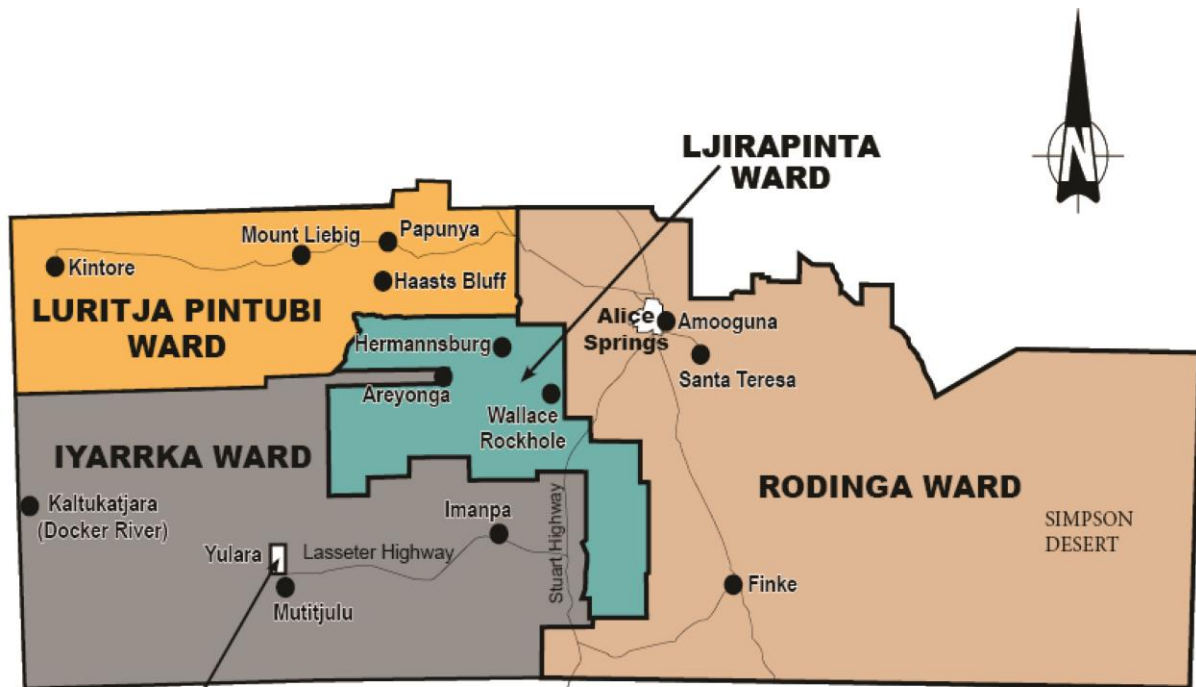 N
LJIRAPINTA
WARD
Mount Liebig
Papunya
Kintore
Haasts Bluff
LURITJA PINTUBI
WARD
Alice
Springs
Amooguna
Hermannsburg
Santa Teresa
Areyonga
Wallace
Rockhole
IYARRKA WARD
RODINGA WARD
Kaltukatjara
(Docker River)
Imanpa
SIMPSON
DESERT
Yulara
Lasseter Highway
Stuart Highway
Finke
Mutitjulu